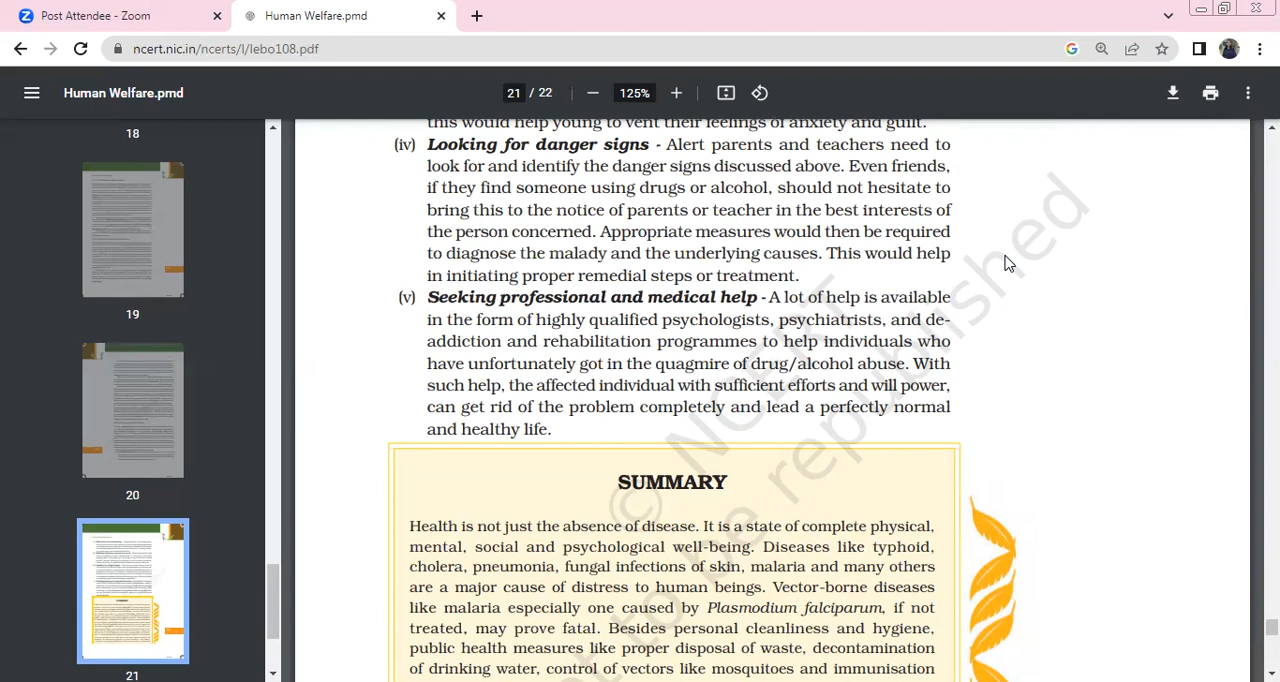 Post Attendee - Zoom
Human Welfare.pmd
ncert.nic.in/ncerts/l/lebo108.pdf
Human Welfare.pmd
21 / 22
125%
18
19
20
21
this would help young to vent their feelings of anxiety and guilt.
(iv) Looking for danger signs - Alert parents and teachers need to
look for and identify the danger signs discussed above. Even friends,
if they find someone using drugs or alcohol, should not hesitate to
bring this to the notice of parents or teacher in the best interests of
the person concerned. Appropriate measures would then be required
to diagnose the malady and the underlying causes. This would help
in initiating proper remedial steps or treatment.
(v) Seeking professional and medical help - A lot of help is available
in the form of highly qualified psychologists, psychiatrists, and de-
addiction and rehabilitation programmes to help individuals who
have unfortunately got in the quagmire of drug/alcohol abuse. With
such help, the affected individual with sufficient efforts and will power,
can get rid of the problem completely and lead a perfectly normal
and healthy life.
SUMMARY
Health is not just the absence of disease. It is a state of complete physical,
mental, social and psychological well-being. Diseases like typhoid,
cholera, pneumonia, fungal infections of skin, malaria and many others
are a major cause of distress to human beings. Vector-borne diseases
like malaria especially one caused by Plasmodium falciparum, if not
treated, may prove fatal. Besides personal cleanliness and hygiene,
public health measures like proper disposal of waste, decontamination
of drinking water, control of vectors like mosquitoes and immunisation
© NCERT
be republished